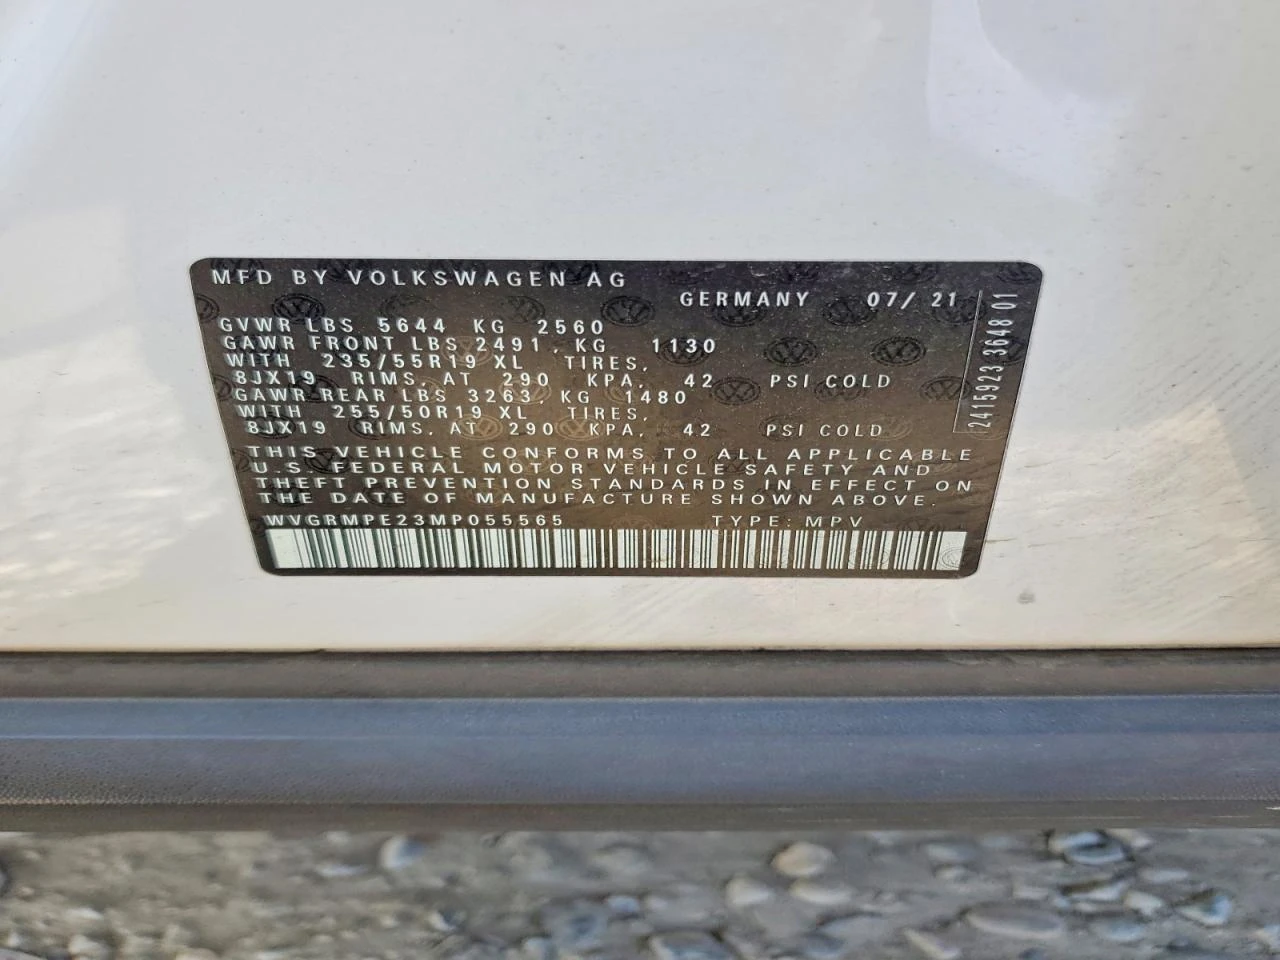 MFD BY VOLKSWAGEN AG
GERMANY 07/ 21
GVWR LBS 5644 KG 2560
GAWR FRONT LBS 2491, KG 1130
WITH 235/55R19 XL TIRES,
8JX19 RIMS, AT 290 KPA, 42 PSI COLD
GAWR REAR LBS 3263 KG 1480
WITH 255/50R19 XL TIRES,
8JX19 RIMS, AT 290 KPA, 42 PSI COLD
THIS VEHICLE CONFORMS TO ALL APPLICABLE
U.S. FEDERAL MOTOR VEHICLE SAFETY AND
THEFT PREVENTION STANDARDS IN EFFECT ON
THE DATE OF MANUFACTURE SHOWN ABOVE.
WVGRMPE23MP055565 TYPE: MPV
2415923 3648 01